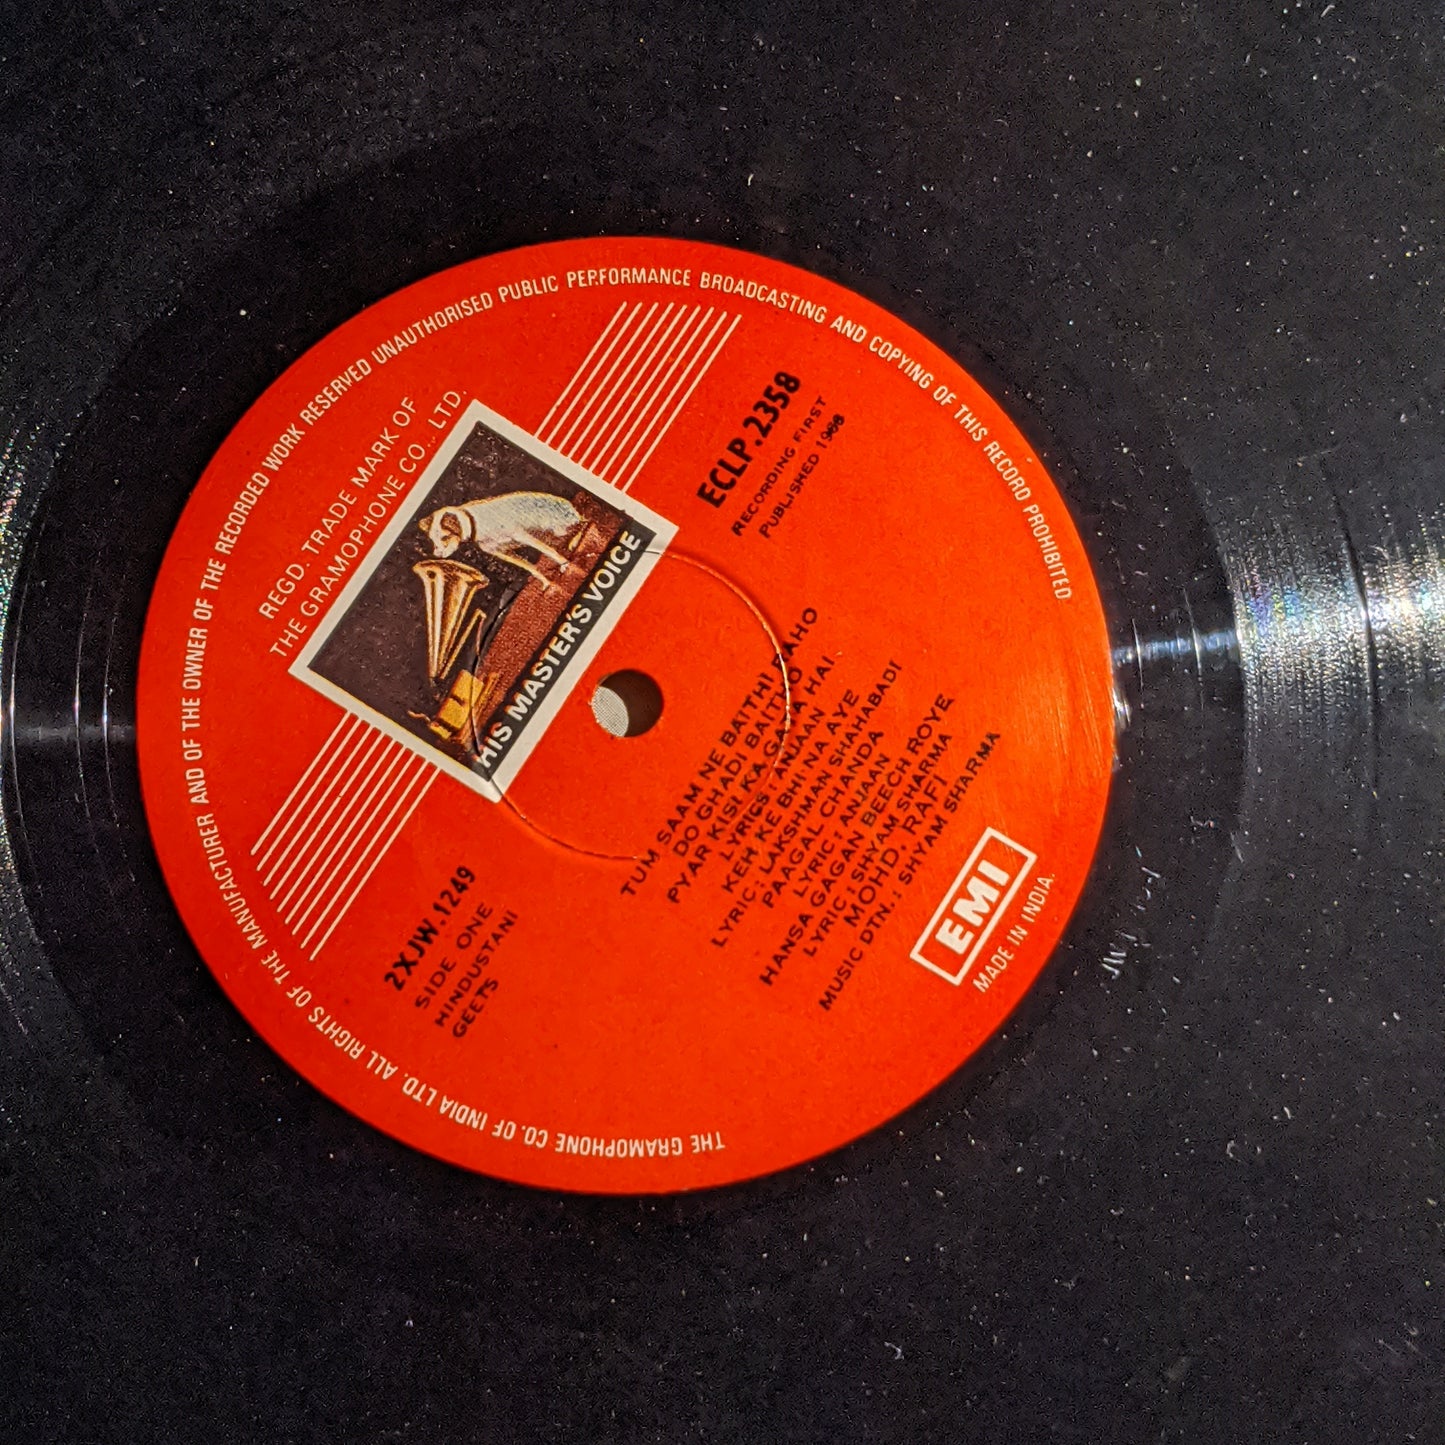 THE GRAMOPHONE CO. OF INDIA LTD. ALL RIGHTS OF THE MANUFACTURER AND OF THE OWNER OF THE RECORDED WORK RESERVED UNAUTHORISED PUBLIC PERFORMANCE BROADCASTING AND COPYING OF THIS RECORD PROHIBITED
REGD. TRADE MARK OF
THE GRAMOPHONE CO., LTD.
HIS MASTER'S VOICE
2XJW.1249
SIDE ONE
HINDUSTANI
GEETS
ECLP.2358
RECORDING FIRST
PUBLISHED
TUM SAAMNE BAITHI RAHO
DO GHADI BAITHO
PYAR KISI KA GAATA HAI
LYRICS : ANJAAN
KEH KE BHI NA AYE
LYRIC : LAKSHMAN SHAHABADI
PAAGAL CHANDA
LYRIC : ANJAAN
HANSA GAGAN BEECH ROYE
LYRIC : SHYAM SHARMA
MOHD. RAFI
MUSIC DTN. : SHYAM SHARMA
EMI
MADE IN INDIA.